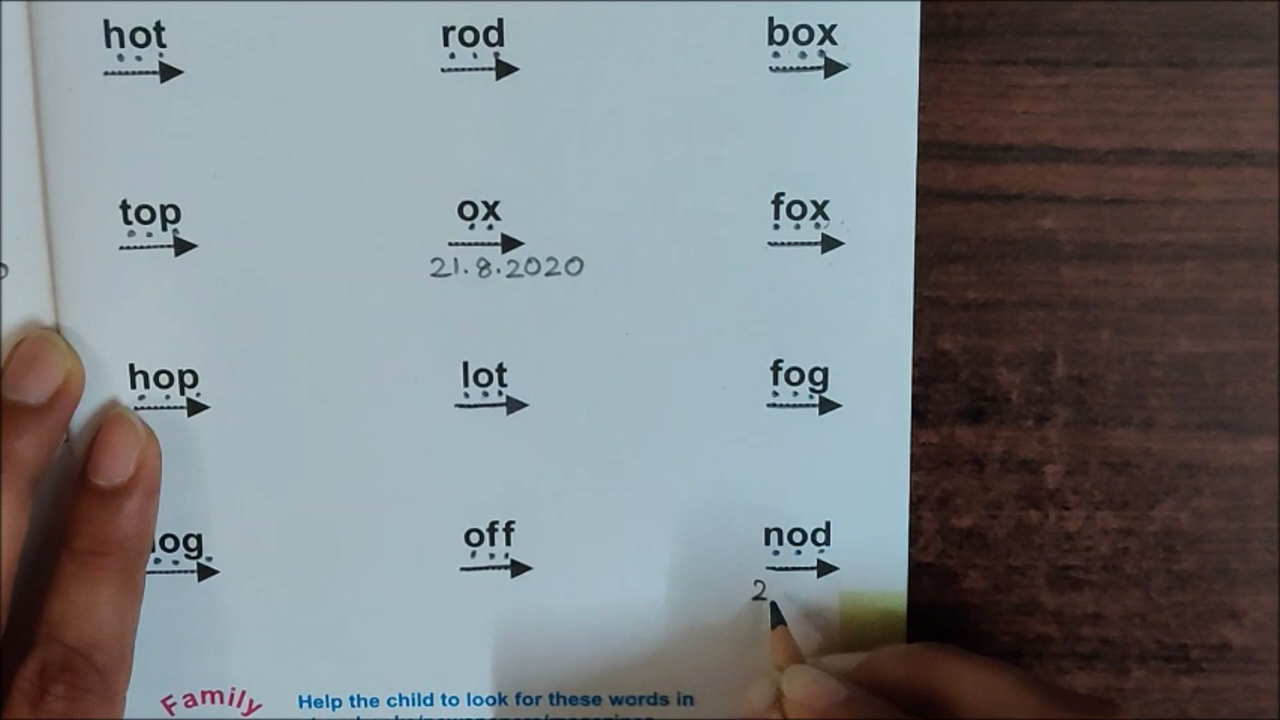 hot rod box
top ox fox
21.8.2020
hop lot fog
og off nod
2
Family Help the child to look for these words in